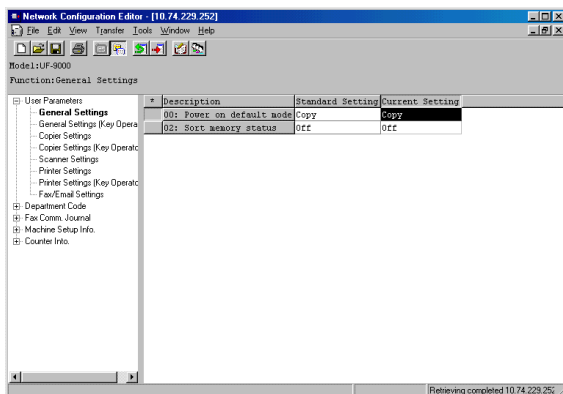 Network Configuration Editor - [10.74.229.252]
File Edit View Transfer Tools Window Help
Model:UF-9000
Function:General Settings
User Parameters
General Settings
General Settings (Key Opera
Copier Settings
Copier Settings (Key Operato
Scanner Settings
Printer Settings
Printer Settings (Key Operato
Fax/Email Settings
Department Code
Fax Comm. Journal
Machine Setup Info.
Counter Into.
* Description Standard Setting Current Setting
00: Power on default mode Copy Copy
02: Sort memory status Off Off
Retrieving completed 10.74.229.252